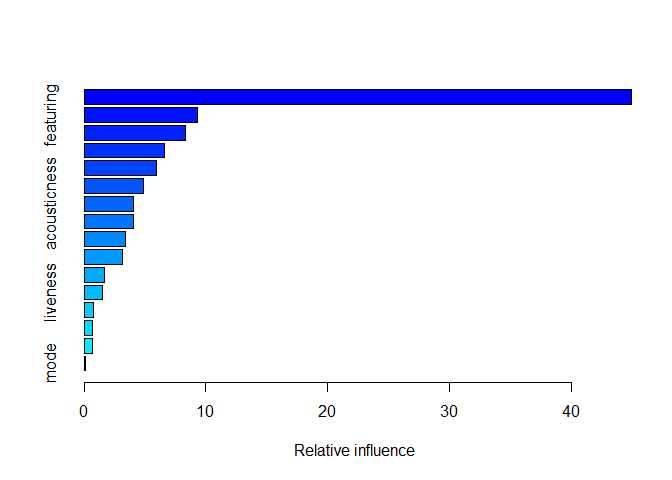 featuring
acousticness
liveness
mode
0 10 20 30 40
Relative influence